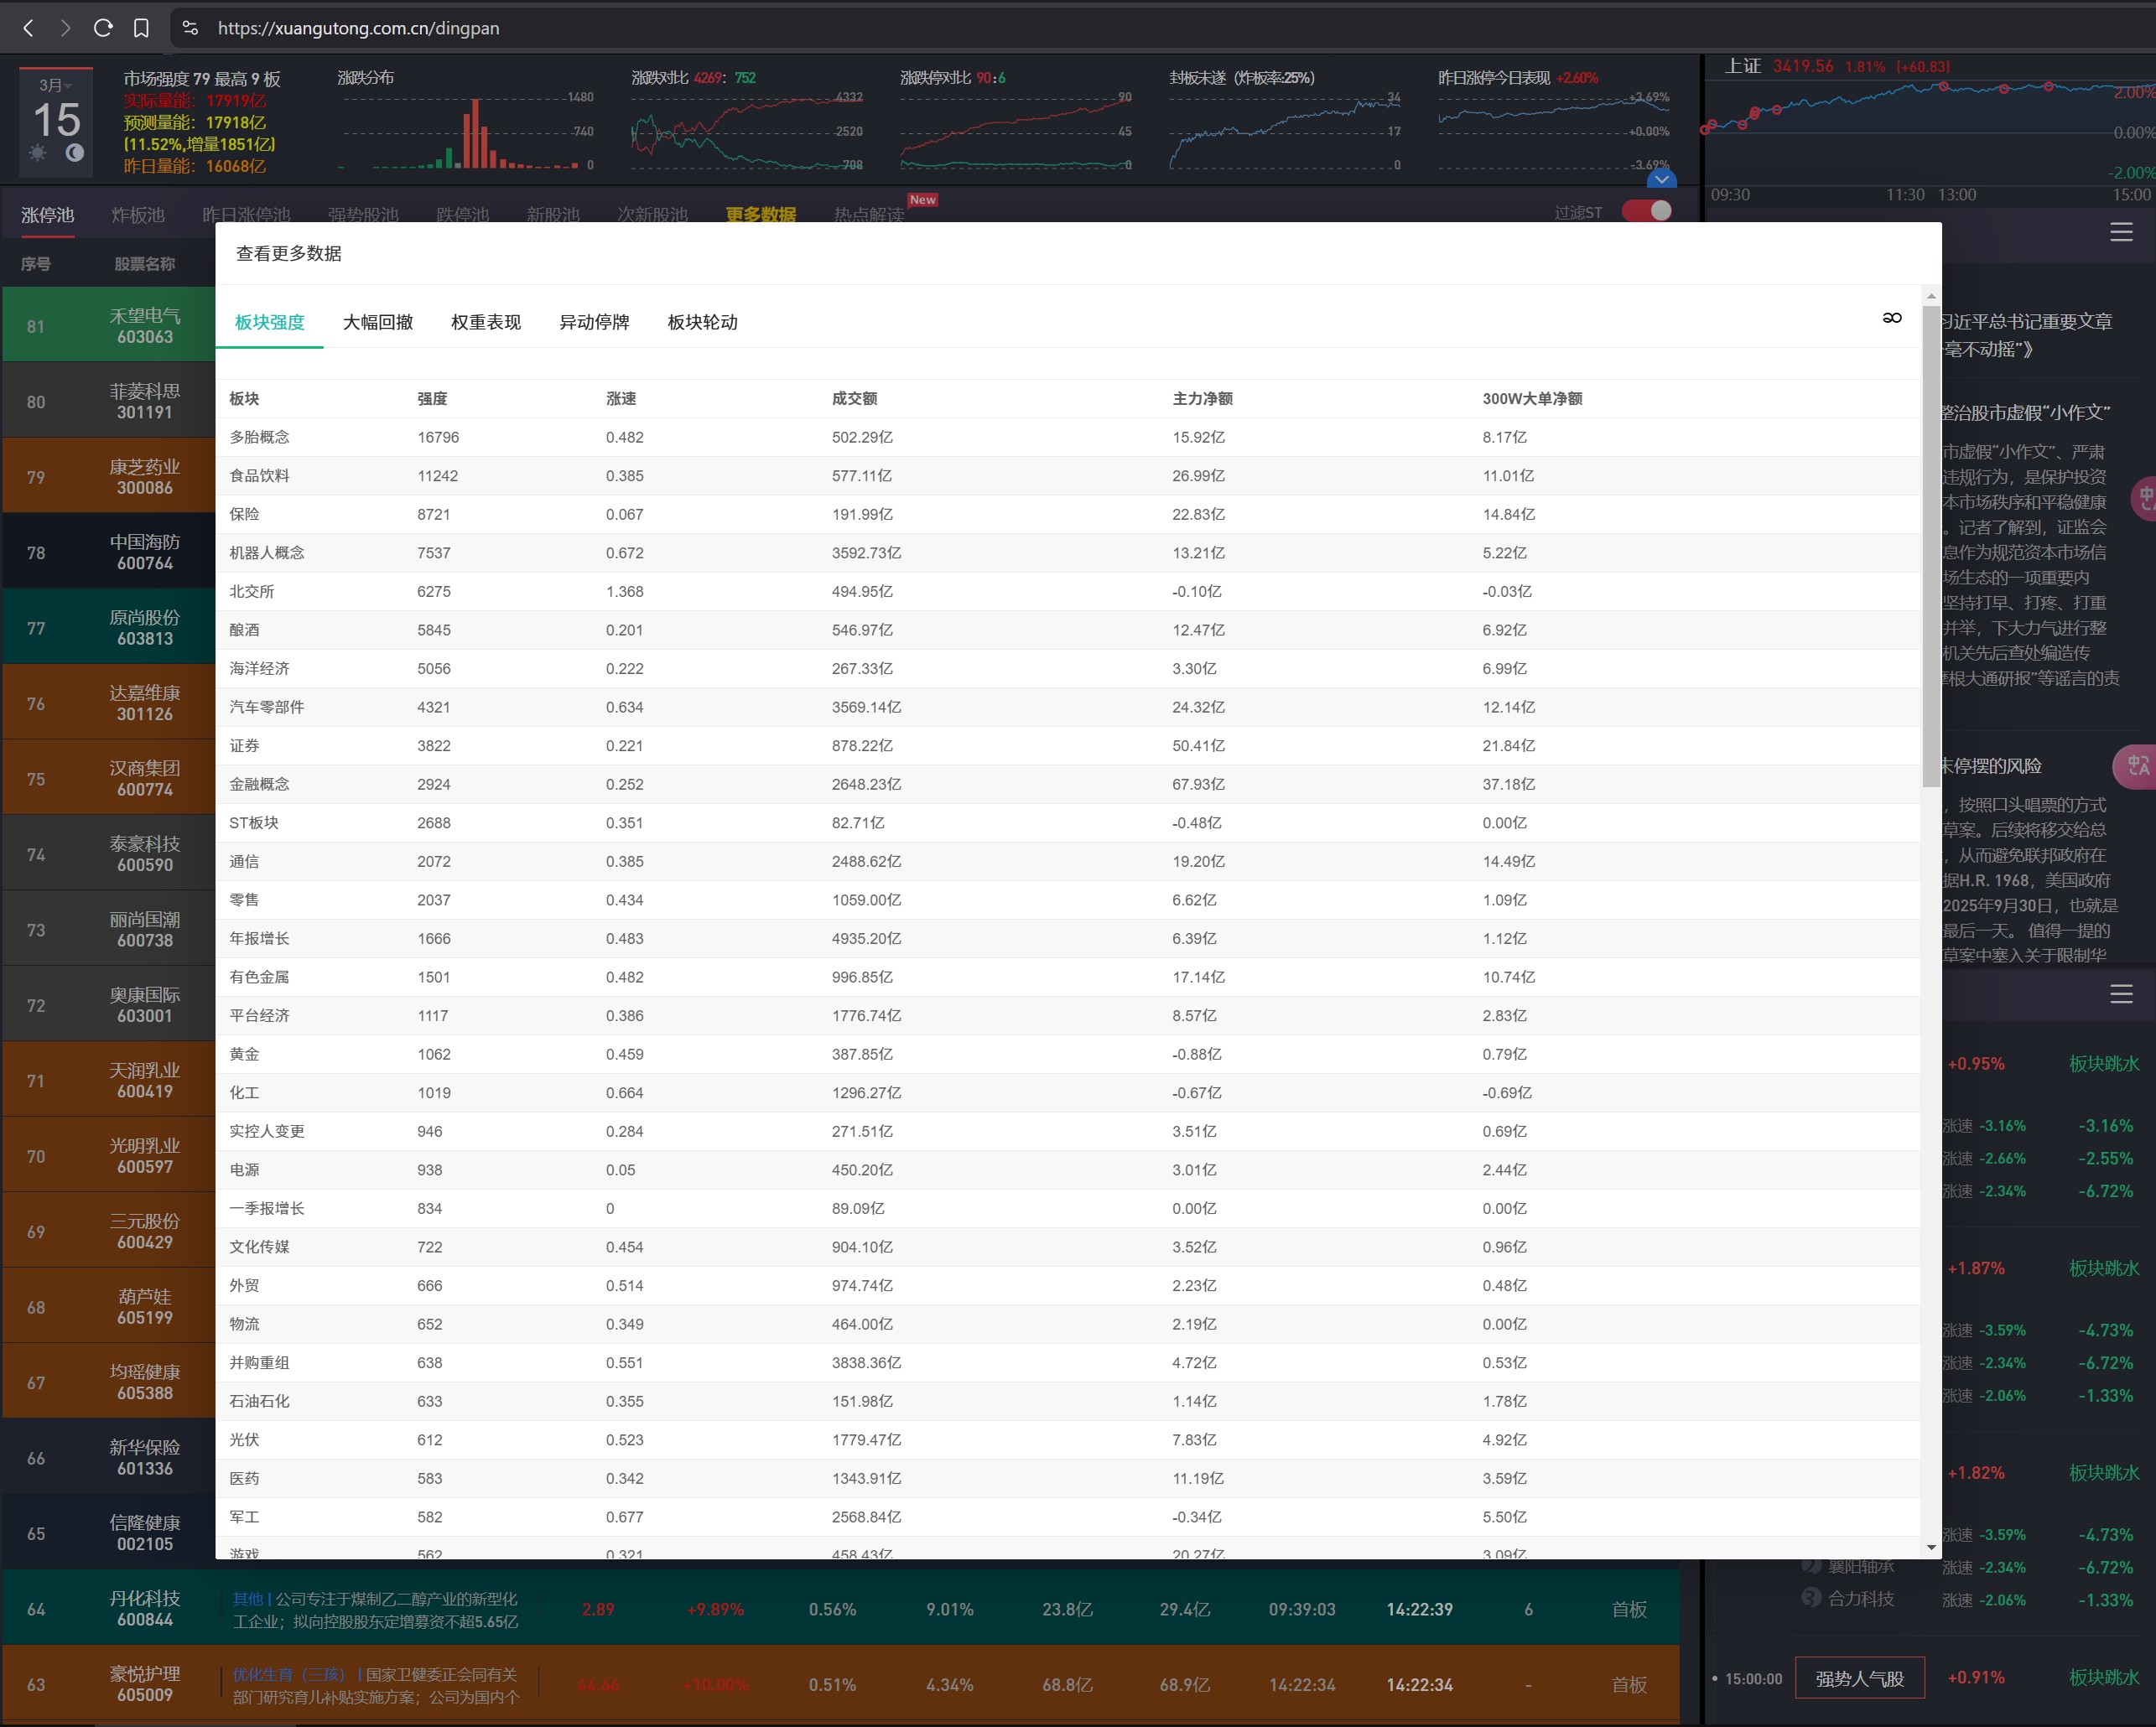 https://xuangutong.com.cn/dingpan
3月
15
市场强度 79 最高 9 板
实际量能：17919亿
预测量能：17918亿
(11.52%,增量1851亿)
昨日量能：16068亿
涨跌分布
1480
740
0
涨跌对比 4269：752
4332
2520
708
涨跌停对比 90:6
90
45
0
封板未遂（炸板率:25%）
34
17
0
昨日涨停今日表现 +2.60%
+3.69%
+0.00%
-3.69%
上证 3419.56 1.81% (+60.83)
2.00%
0.00%
-2.00%
09:30 11:30 13:00 15:00
涨停池 炸板池 昨日涨停池 强势股池 跌停池 新股池 次新股池 更多数据 热点解读 New 过滤ST
序号 股票名称
81 禾望电气
603063
80 菲菱科思
301191
79 康芝药业
300086
78 中国海防
600764
77 原尚股份
603813
76 达嘉维康
301126
75 汉商集团
600774
74 泰豪科技
600590
73 丽尚国潮
600738
72 奥康国际
603001
71 天润乳业
600419
70 光明乳业
600597
69 三元股份
600429
68 葫芦娃
605199
67 均瑶健康
605388
66 新华保险
601336
65 信隆健康
002105
查看更多数据
板块强度 大幅回撤 权重表现 异动停牌 板块轮动
板块 强度 涨速 成交额 主力净额 300W大单净额
多胎概念 16796 0.482 502.29亿 15.92亿 8.17亿
食品饮料 11242 0.385 577.11亿 26.99亿 11.01亿
保险 8721 0.067 191.99亿 22.83亿 14.84亿
机器人概念 7537 0.672 3592.73亿 13.21亿 5.22亿
北交所 6275 1.368 494.95亿 -0.10亿 -0.03亿
酿酒 5845 0.201 546.97亿 12.47亿 6.92亿
海洋经济 5056 0.222 267.33亿 3.30亿 6.99亿
汽车零部件 4321 0.634 3569.14亿 24.32亿 12.14亿
证券 3822 0.221 878.22亿 50.41亿 21.84亿
金融概念 2924 0.252 2648.23亿 67.93亿 37.18亿
ST板块 2688 0.351 82.71亿 -0.48亿 0.00亿
通信 2072 0.385 2488.62亿 19.20亿 14.49亿
零售 2037 0.434 1059.00亿 6.62亿 1.09亿
年报增长 1666 0.483 4935.20亿 6.39亿 1.12亿
有色金属 1501 0.482 996.85亿 17.14亿 10.74亿
平台经济 1117 0.386 1776.74亿 8.57亿 2.83亿
黄金 1062 0.459 387.85亿 -0.88亿 0.79亿
化工 1019 0.664 1296.27亿 -0.67亿 -0.69亿
实控人变更 946 0.284 271.51亿 3.51亿 0.69亿
电源 938 0.05 450.20亿 3.01亿 2.44亿
一季报增长 834 0 89.09亿 0.00亿 0.00亿
文化传媒 722 0.454 904.10亿 3.52亿 0.96亿
外贸 666 0.514 974.74亿 2.23亿 0.48亿
物流 652 0.349 464.00亿 2.19亿 0.00亿
并购重组 638 0.551 3838.36亿 4.72亿 0.53亿
石油石化 633 0.355 151.98亿 1.14亿 1.78亿
光伏 612 0.523 1779.47亿 7.83亿 4.92亿
医药 583 0.342 1343.91亿 11.19亿 3.59亿
军工 582 0.677 2568.84亿 -0.34亿 5.50亿
游戏 562 0.321 458.43亿 20.27亿 3.09亿
64 丹化科技
600844
其他 | 公司专注于煤制乙二醇产业的新型化
工企业；拟向控股股东定增募资不超5.65亿
2.89 +9.89% 0.56% 9.01% 23.8亿 29.4亿 09:39:03 14:22:39 6 首板
63 豪悦护理
605009
优化生育（三孩） | 国家卫健委正会同有关
部门研究育儿补贴实施方案；公司为国内个
44.66 +10.00% 0.51% 4.34% 68.8亿 68.9亿 14:22:34 14:22:34 - 首板
习近平总书记重要文章
毫不动摇”》
整治股市虚假“小作文”
市虚假“小作文”、严肃
违规行为，是保护投资
本市场秩序和平稳健康
。记者了解到，证监会
息作为规范资本市场信
场生态的一项重要内
坚持打早、打疼、打重
并举，下大力气进行整
机关先后查处编造传
摩根大通研报”等谣言的责
末停摆的风险
，按照口头唱票的方式
草案。后续将移交给总
，从而避免联邦政府在
据H.R. 1968，美国政府
2025年9月30日，也就是
最后一天。 值得一提的
草案中塞入关于限制华
+0.95% 板块跳水
涨速 -3.16% -3.16%
涨速 -2.66% -2.55%
涨速 -2.34% -6.72%
+1.87% 板块跳水
涨速 -3.59% -4.73%
涨速 -2.34% -6.72%
涨速 -2.06% -1.33%
+1.82% 板块跳水
涨速 -3.59% -4.73%
2 襄阳轴承 涨速 -2.34% -6.72%
3 合力科技 涨速 -2.06% -1.33%
15:00:00 强势人气股 +0.91% 板块跳水